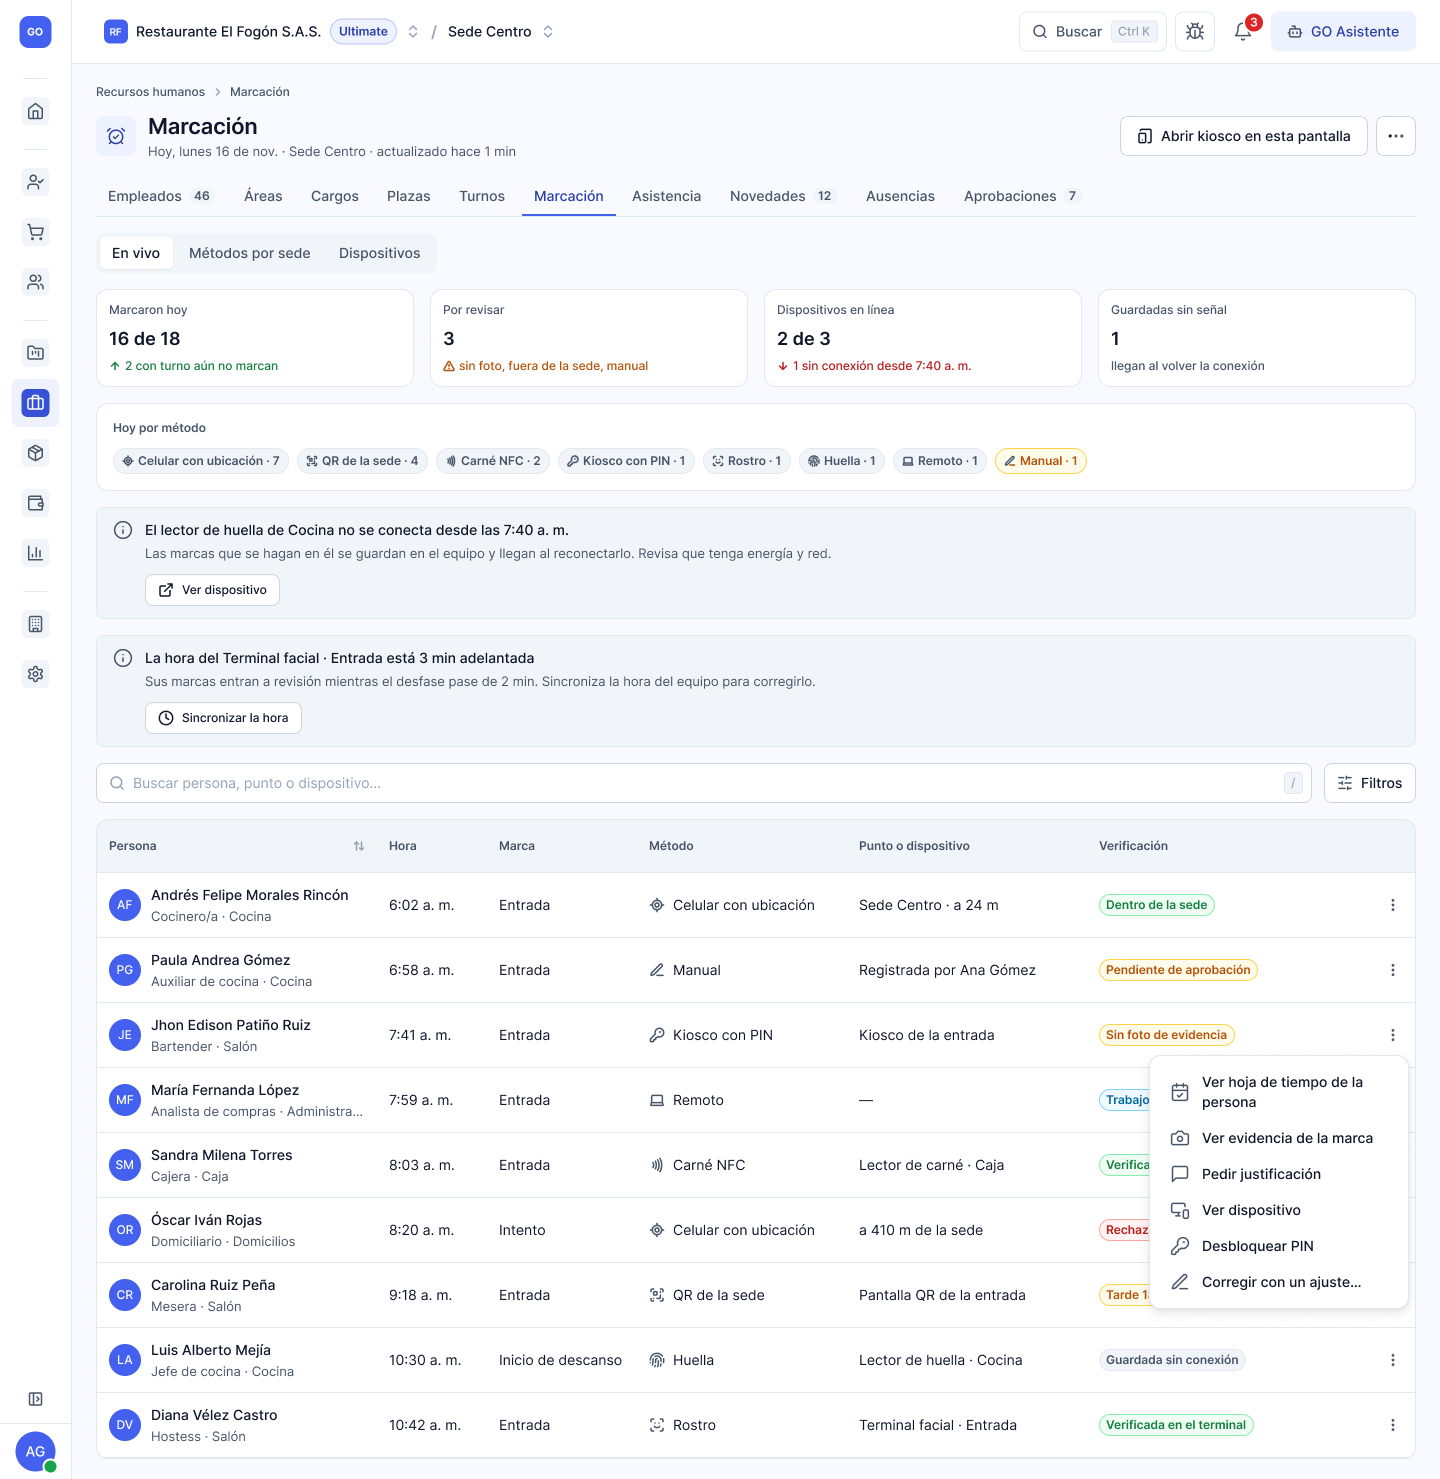 GO
RF Restaurante El Fogón S.A.S. Ultimate / Sede Centro
Buscar Ctrl K
3
GO Asistente
Recursos humanos > Marcación
Marcación
Hoy, lunes 16 de nov. · Sede Centro · actualizado hace 1 min
Abrir kiosco en esta pantalla
Empleados 46 Áreas Cargos Plazas Turnos Marcación Asistencia Novedades 12 Ausencias Aprobaciones 7
En vivo Métodos por sede Dispositivos
Marcaron hoy
16 de 18
2 con turno aún no marcan
Por revisar
3
sin foto, fuera de la sede, manual
Dispositivos en línea
2 de 3
1 sin conexión desde 7:40 a. m.
Guardadas sin señal
1
llegan al volver la conexión
Hoy por método
Celular con ubicación · 7 QR de la sede · 4 Carné NFC · 2 Kiosco con PIN · 1 Rostro · 1 Huella · 1 Remoto · 1 Manual · 1
El lector de huella de Cocina no se conecta desde las 7:40 a. m.
Las marcas que se hagan en él se guardan en el equipo y llegan al reconectarlo. Revisa que tenga energía y red.
Ver dispositivo
La hora del Terminal facial · Entrada está 3 min adelantada
Sus marcas entran a revisión mientras el desfase pase de 2 min. Sincroniza la hora del equipo para corregirlo.
Sincronizar la hora
Buscar persona, punto o dispositivo... /
Filtros
Persona Hora Marca Método Punto o dispositivo Verificación
AF Andrés Felipe Morales Rincón
Cocinero/a · Cocina
6:02 a. m. Entrada Celular con ubicación Sede Centro · a 24 m Dentro de la sede
PG Paula Andrea Gómez
Auxiliar de cocina · Cocina
6:58 a. m. Entrada Manual Registrada por Ana Gómez Pendiente de aprobación
JE Jhon Edison Patiño Ruiz
Bartender · Salón
7:41 a. m. Entrada Kiosco con PIN Kiosco de la entrada Sin foto de evidencia
MF María Fernanda López
Analista de compras · Administra...
7:59 a. m. Entrada Remoto — Trabajo
SM Sandra Milena Torres
Cajera · Caja
8:03 a. m. Entrada Carné NFC Lector de carné · Caja Verifica
OR Óscar Iván Rojas
Domiciliario · Domicilios
8:20 a. m. Intento Celular con ubicación a 410 m de la sede Rechaz
CR Carolina Ruiz Peña
Mesera · Salón
9:18 a. m. Entrada QR de la sede Pantalla QR de la entrada Tarde 1
LA Luis Alberto Mejía
Jefe de cocina · Cocina
10:30 a. m. Inicio de descanso Huella Lector de huella · Cocina Guardada sin conexión
DV Diana Vélez Castro
Hostess · Salón
10:42 a. m. Entrada Rostro Terminal facial · Entrada Verificada en el terminal
Ver hoja de tiempo de la
persona
Ver evidencia de la marca
Pedir justificación
Ver dispositivo
Desbloquear PIN
Corregir con un ajuste...
AG